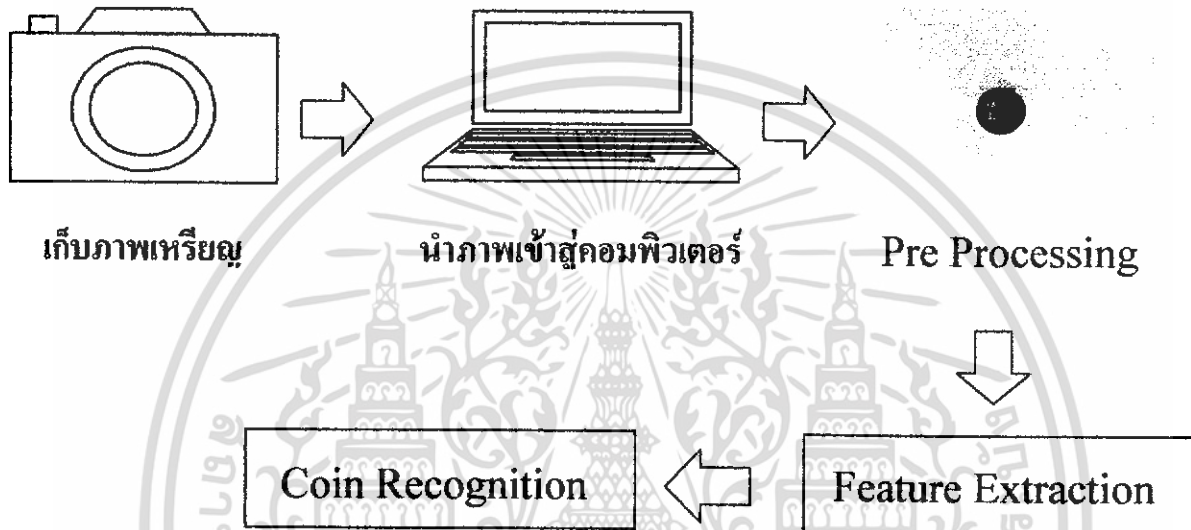 เก็บภาพเหรียญ
นำภาพเข้าสู่คอมพิวเตอร์
Pre Processing
Feature Extraction
Coin Recognition